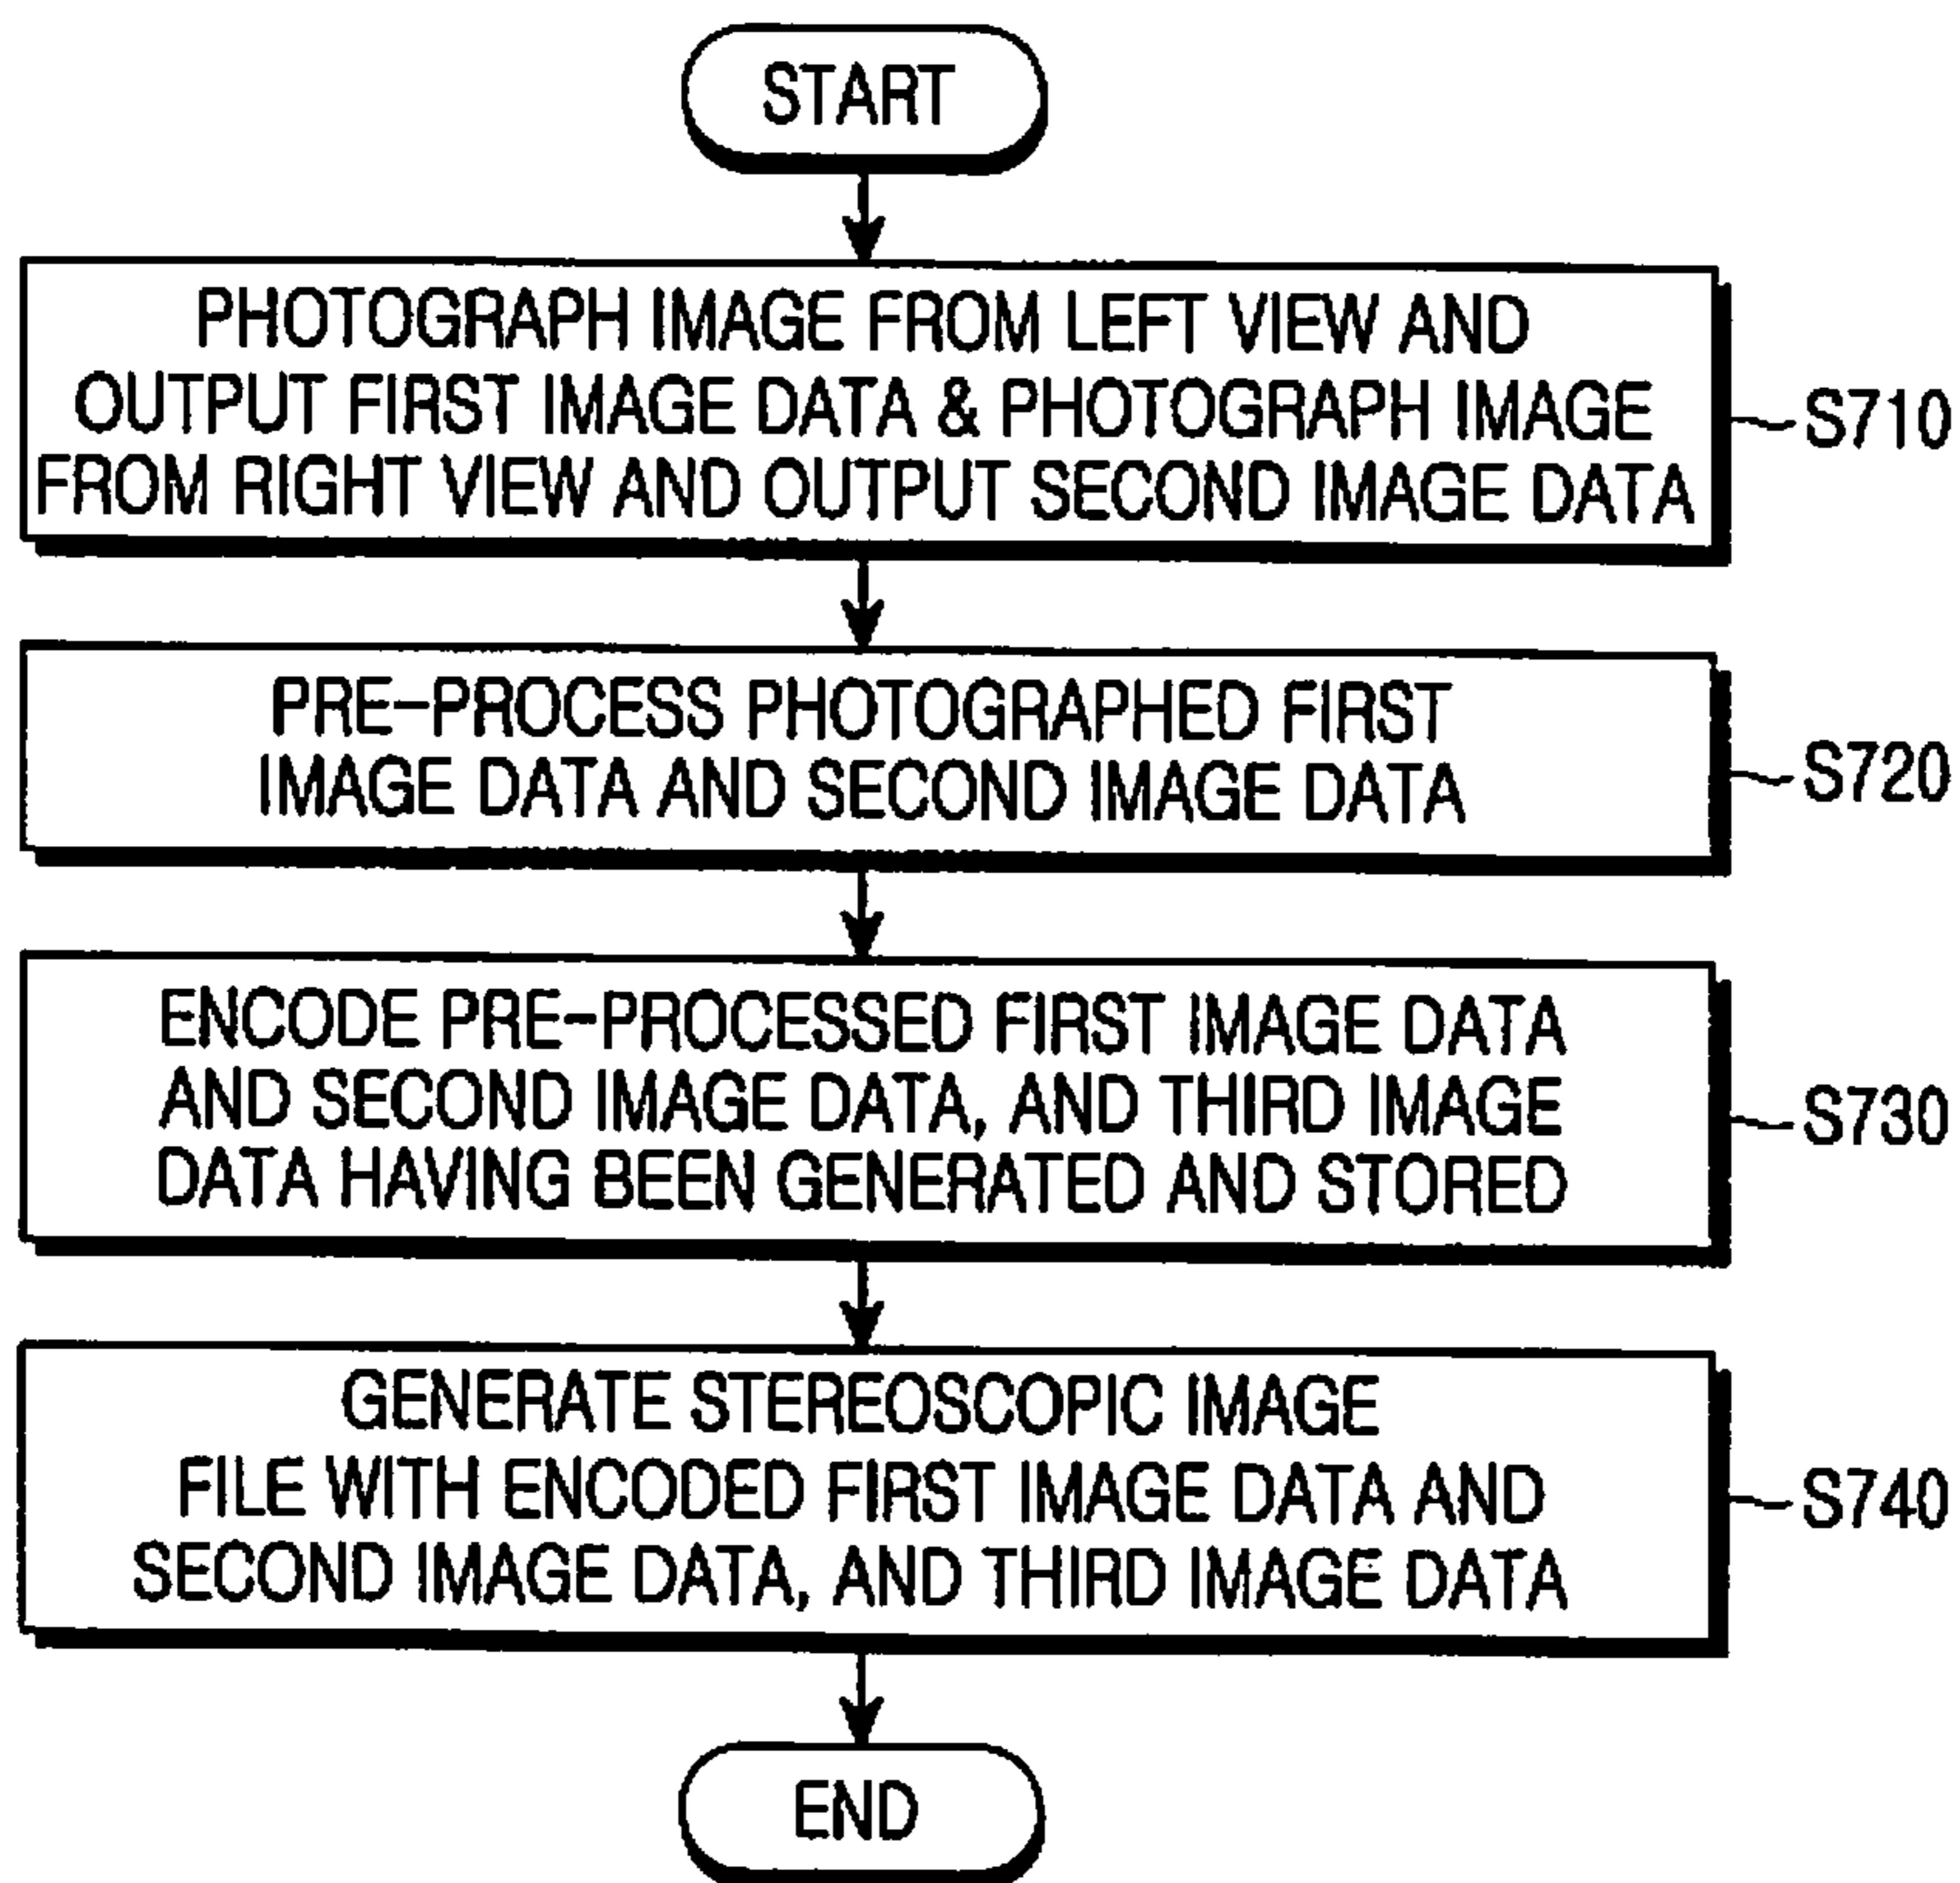 START
PHOTOGRAPH IMAGE FROM LEFT VIEW AND
OUTPUT FIRST IMAGE DATA & PHOTOGRAPH IMAGE
FROM RIGHT VIEW AND OUTPUT SECOND IMAGE DATA
S710
PRE-PROCESS PHOTOGRAPHED FIRST
IMAGE DATA AND SECOND IMAGE DATA
S720
ENCODE PRE-PROCESSED FIRST IMAGE DATA
AND SECOND IMAGE DATA, AND THIRD IMAGE
DATA HAVING BEEN GENERATED AND STORED
S730
GENERATE STEREOSCOPIC IMAGE
FILE WITH ENCODED FIRST IMAGE DATA AND
SECOND IMAGE DATA, AND THIRD IMAGE DATA
S740
END